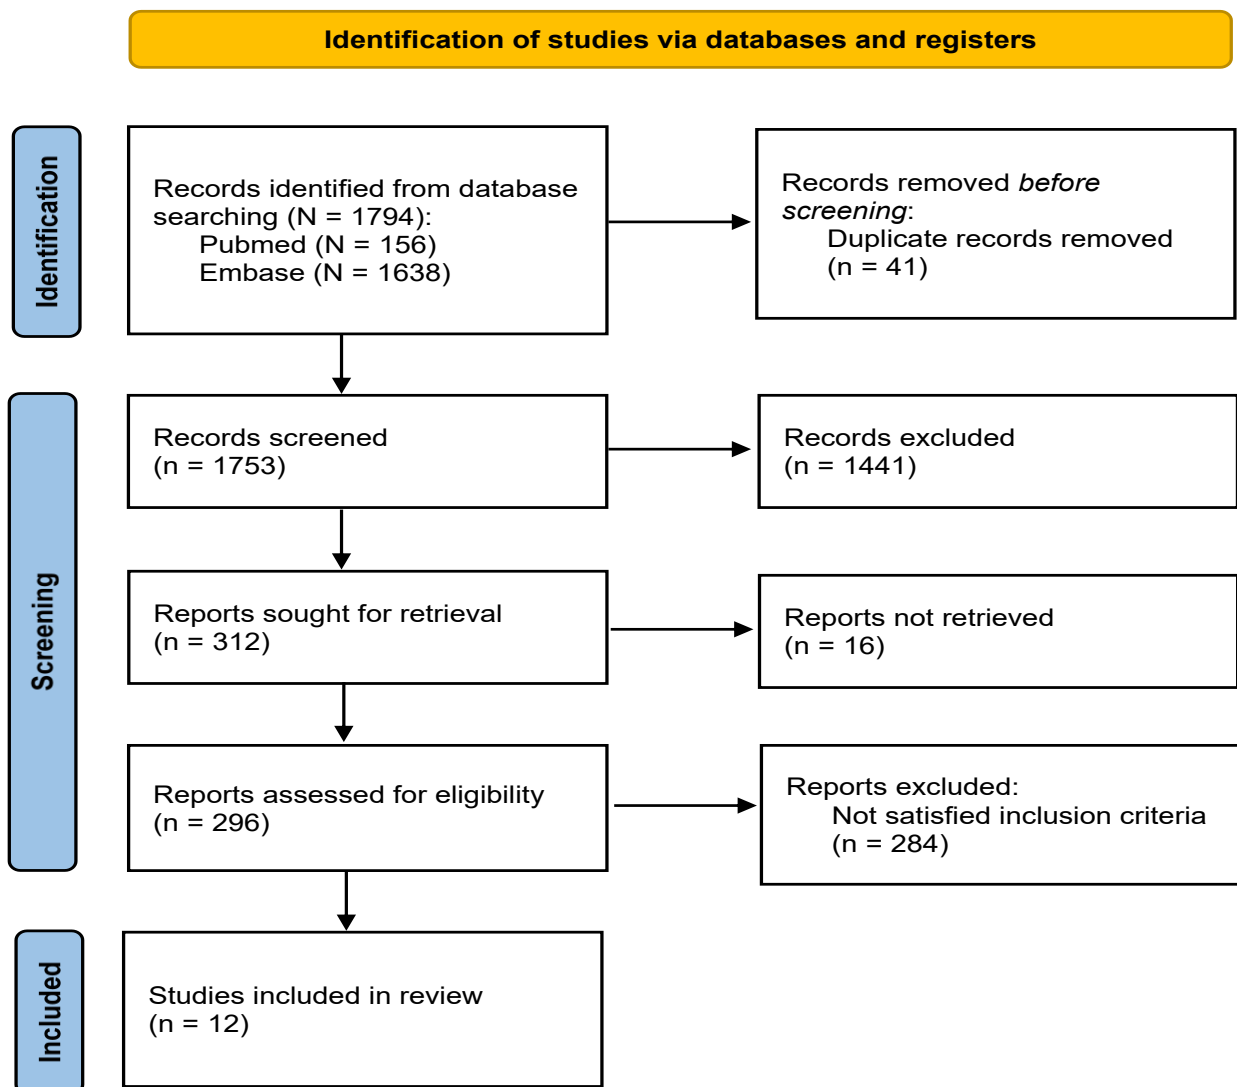 Identification of studies via databases and registers
Identification
Records identified from database
searching (N = 1794):
Pubmed (N = 156)
Embase (N = 1638)
Records removed before
screening:
Duplicate records removed
(n = 41)
Screening
Records screened
(n = 1753)
Records excluded
(n = 1441)
Reports sought for retrieval
(n = 312)
Reports not retrieved
(n = 16)
Reports assessed for eligibility
(n = 296)
Reports excluded:
Not satisfied inclusion criteria
(n = 284)
Included
Studies included in review
(n = 12)